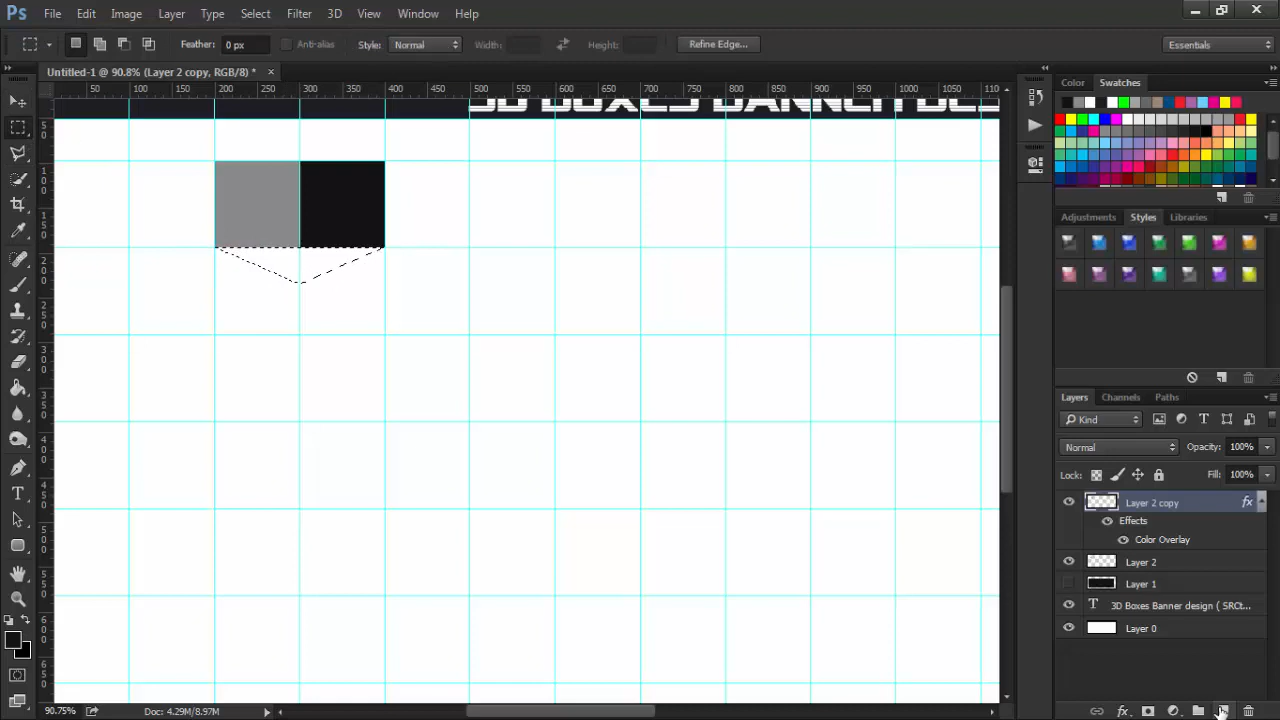 Ps File Edit Image Layer Type Select Filter 3D View Window Help
Feather: 0 px Anti-alias Style: Normal Width: Height: Refine Edge... Essentials
Untitled-1 @ 90.8% (Layer 2 copy, RGB/8) * ×
50 100 150 200 250 300 350 400 450 500 550 600 650 700 750 800 850 900 950 1000 1050 110
Color Swatches
50
100
150
200
250
300
350
400
450
500
550
600
650
Adjustments Styles Libraries
Layers Channels Paths
Kind
Normal Opacity: 100%
Lock: Fill: 100%
Layer 2 copy fx
Effects
Color Overlay
Layer 2
Layer 1
T 3D Boxes Banner design ( SRCt...
Layer 0
90.75% Doc: 4.29M/8.97M fx